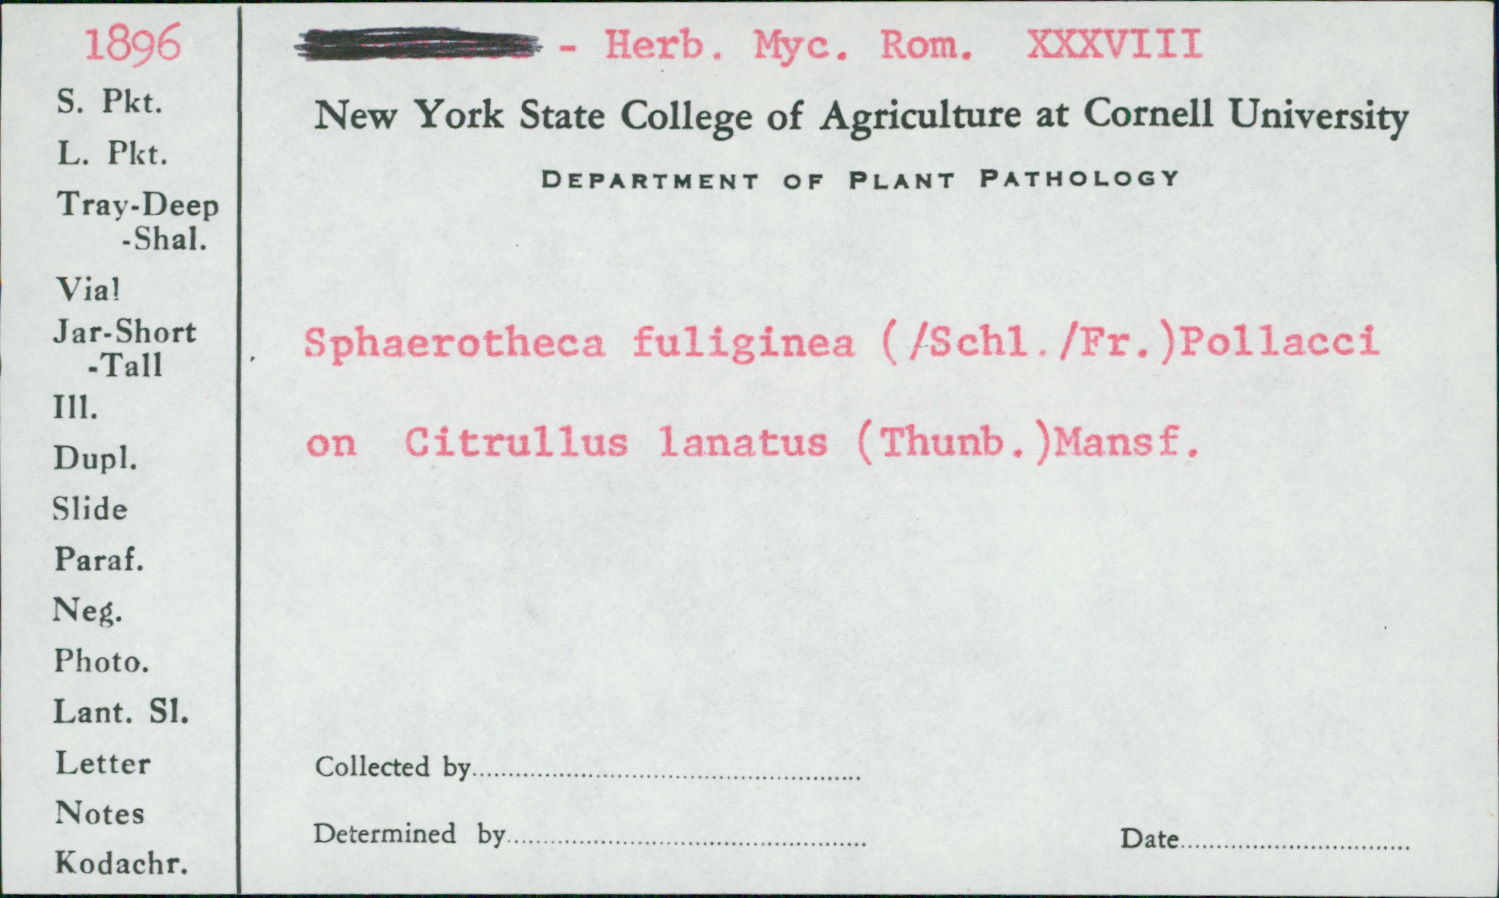 1896
S. Pkt.
L. Pkt.
Tray-Deep
-Shal.
Vial
Jar-Short
-Tall
Ill.
Dupl.
Slide
Paraf.
Neg.
Photo.
Lant. Sl.
Letter
Notes
Kodachr.
- Herb. Myc. Rom. XXXVIII
New York State College of Agriculture at Cornell University
DEPARTMENT OF PLANT PATHOLOGY
Sphaerotheca fuliginea (/Schl./Fr.)Pollacci
on Citrullus lanatus (Thunb.)Mansf.
Collected by
Determined by
Date